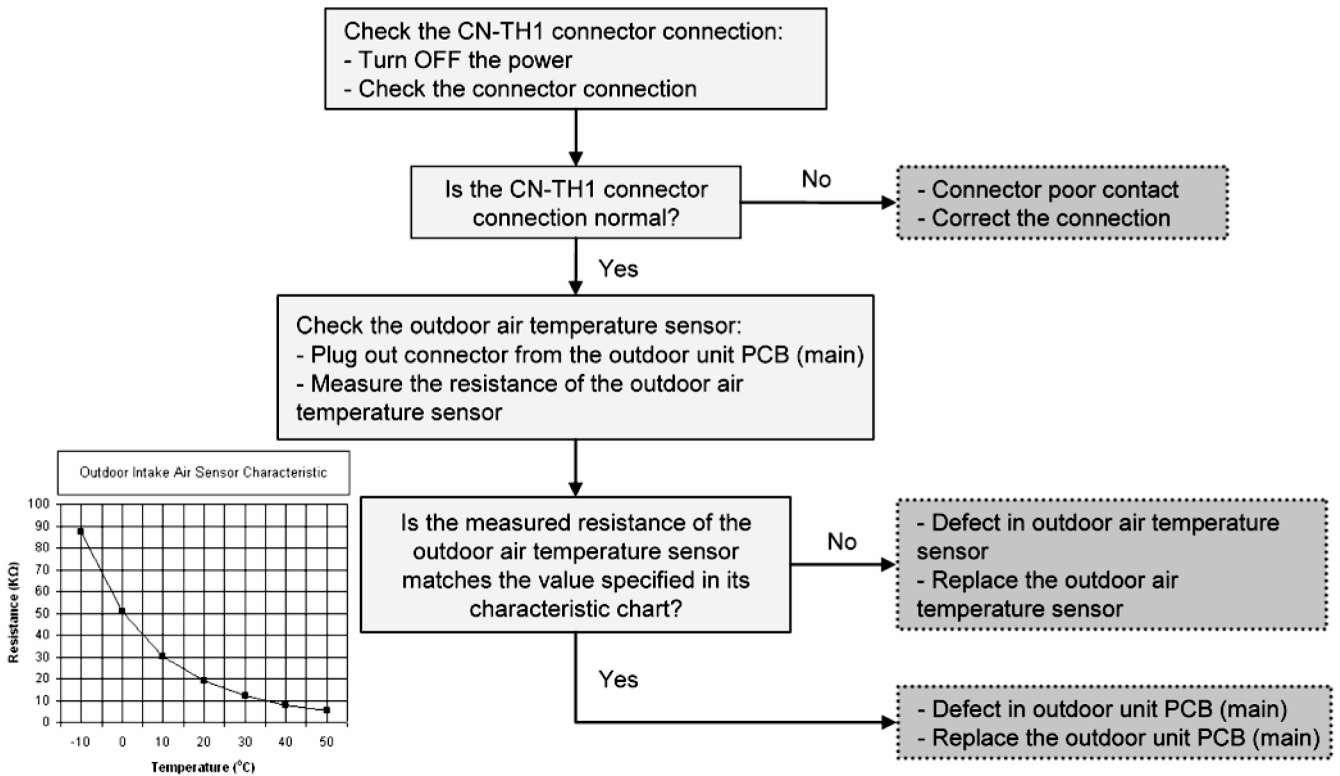 Check the CN-TH1 connector connection:
- Turn OFF the power
- Check the connector connection
Is the CN-TH1 connector
connection normal?
No
- Connector poor contact
- Correct the connection
Yes
Check the outdoor air temperature sensor:
- Plug out connector from the outdoor unit PCB (main)
- Measure the resistance of the outdoor air
temperature sensor
Outdoor Intake Air Sensor Characteristic
100
90
80
70
60
50
40
30
20
10
0
Resistance (KΩ)
-10 0 10 20 30 40 50
Temperature (°C)
Is the measured resistance of the
outdoor air temperature sensor
matches the value specified in its
characteristic chart?
No
- Defect in outdoor air temperature
sensor
- Replace the outdoor air
temperature sensor
Yes
- Defect in outdoor unit PCB (main)
- Replace the outdoor unit PCB (main)